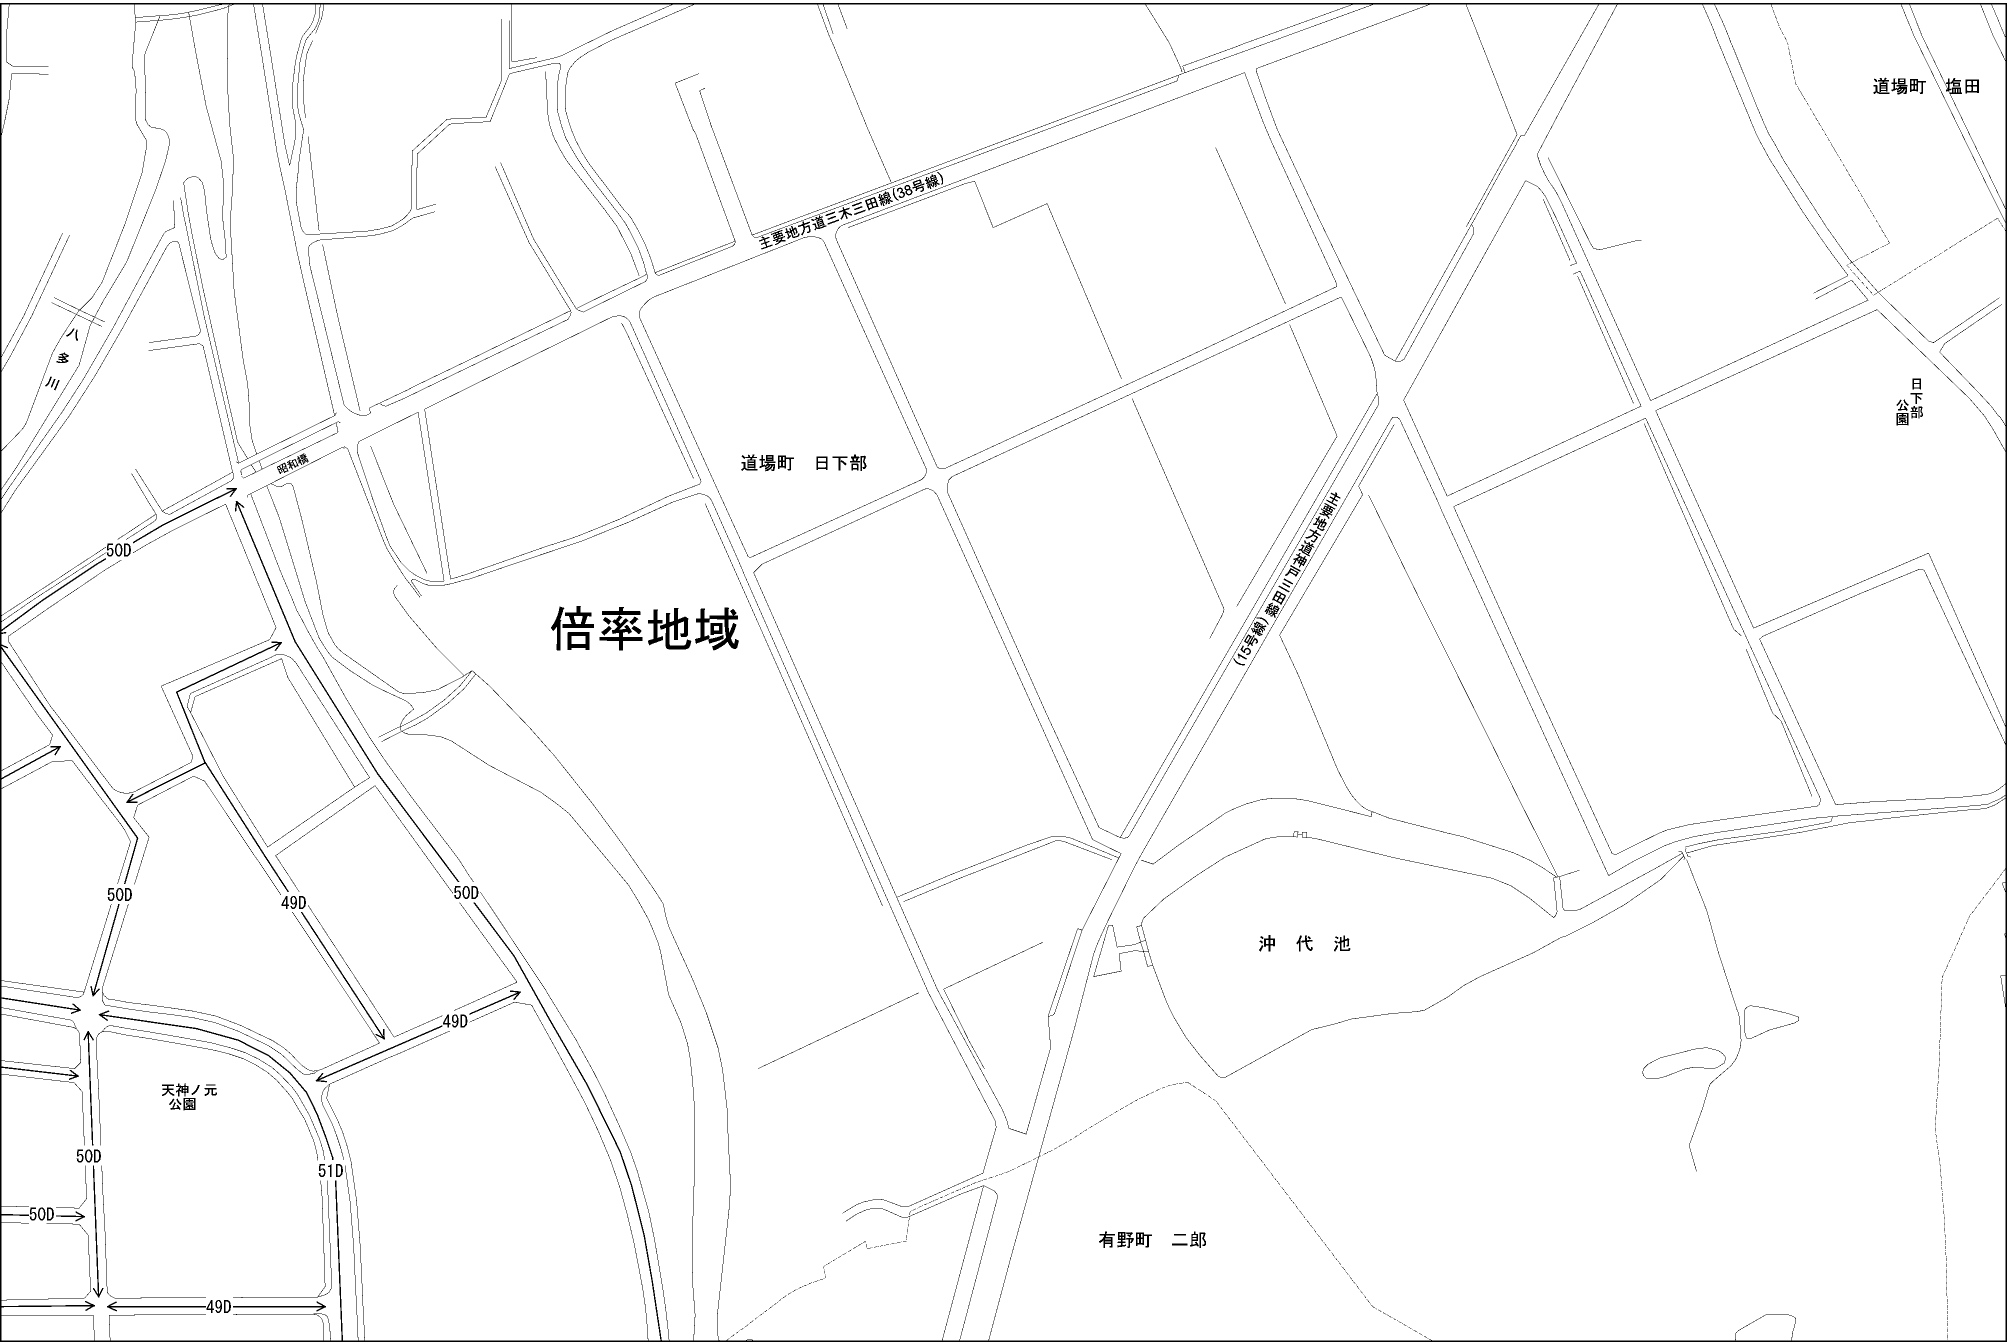 道場町　塩田
主要地方道三木三田線(38号線)
八多川
日下部
公園
昭和橋
道場町　日下部
主要地方道神戸三田線(15号線)
50D
倍率地域
50D
49D
50D
沖　代　池
49D
天神ノ元
公園
50D
51D
50D
有野町　二郎
49D